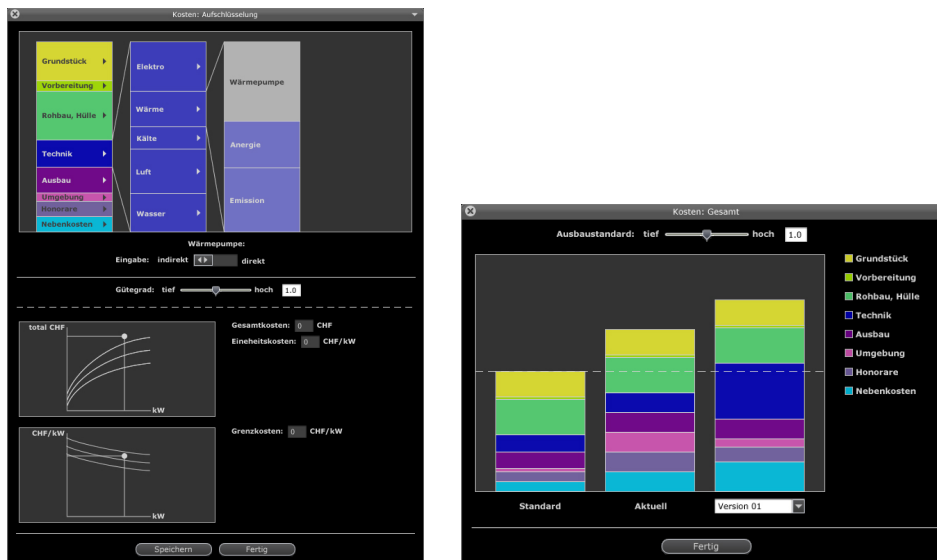 Kosten: Aufschlüsselung
Grundstück
Vorbereitung
Rohbau, Hülle
Technik
Ausbau
Umgebung
Honorare
Nebenkosten
Elektro
Wärme
Kälte
Luft
Wasser
Wärmepumpe
Anergie
Emission
Wärmepumpe:
Eingabe: indirekt direkt
Gütegrad: tief hoch 1.0
total CHF
kW
Gesamtkosten: 0 CHF
Eineheitskosten: 0 CHF/kW
CHF/kW
kW
Grenzkosten: 0 CHF/kW
Speichern Fertig
Kosten: Gesamt
Ausbaustandard: tief hoch 1.0
Grundstück
Vorbereitung
Rohbau, Hülle
Technik
Ausbau
Umgebung
Honorare
Nebenkosten
Standard Aktuell Version 01
Fertig